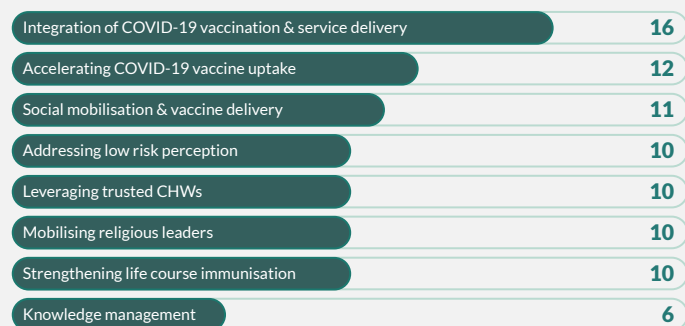 Integration of COVID-19 vaccination & service delivery 16
Accelerating COVID-19 vaccine uptake 12
Social mobilisation & vaccine delivery 11
Addressing low risk perception 10
Leveraging trusted CHWs 10
Mobilising religious leaders 10
Strengthening life course immunisation 10
Knowledge management 6